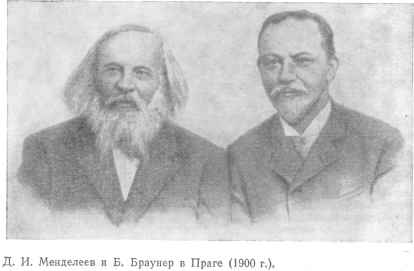 Д. И. Менделеев и Б. Браунер в Праге (1900 г.).